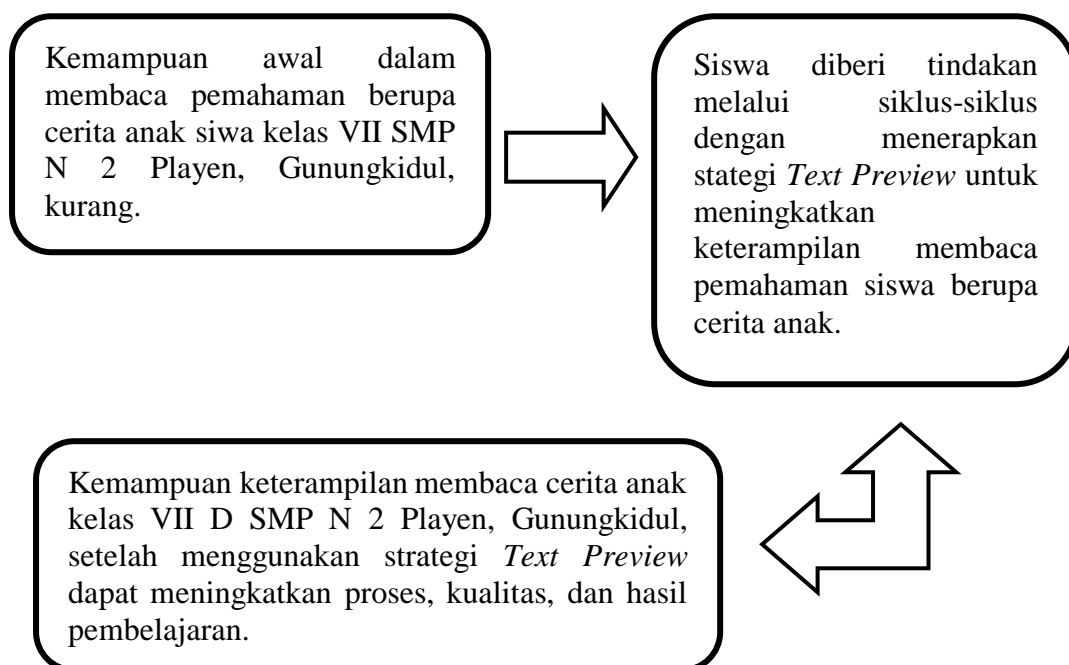 Kemampuan awal dalam
membaca pemahaman berupa
cerita anak siwa kelas VII SMP
N 2 Playen, Gunungkidul,
kurang.
Siswa diberi tindakan
melalui siklus-siklus
dengan menerapkan
stategi Text Preview untuk
meningkatkan
keterampilan membaca
pemahaman siswa berupa
cerita anak.
Kemampuan keterampilan membaca cerita anak
kelas VII D SMP N 2 Playen, Gunungkidul,
setelah menggunakan strategi Text Preview
dapat meningkatkan proses, kualitas, dan hasil
pembelajaran.